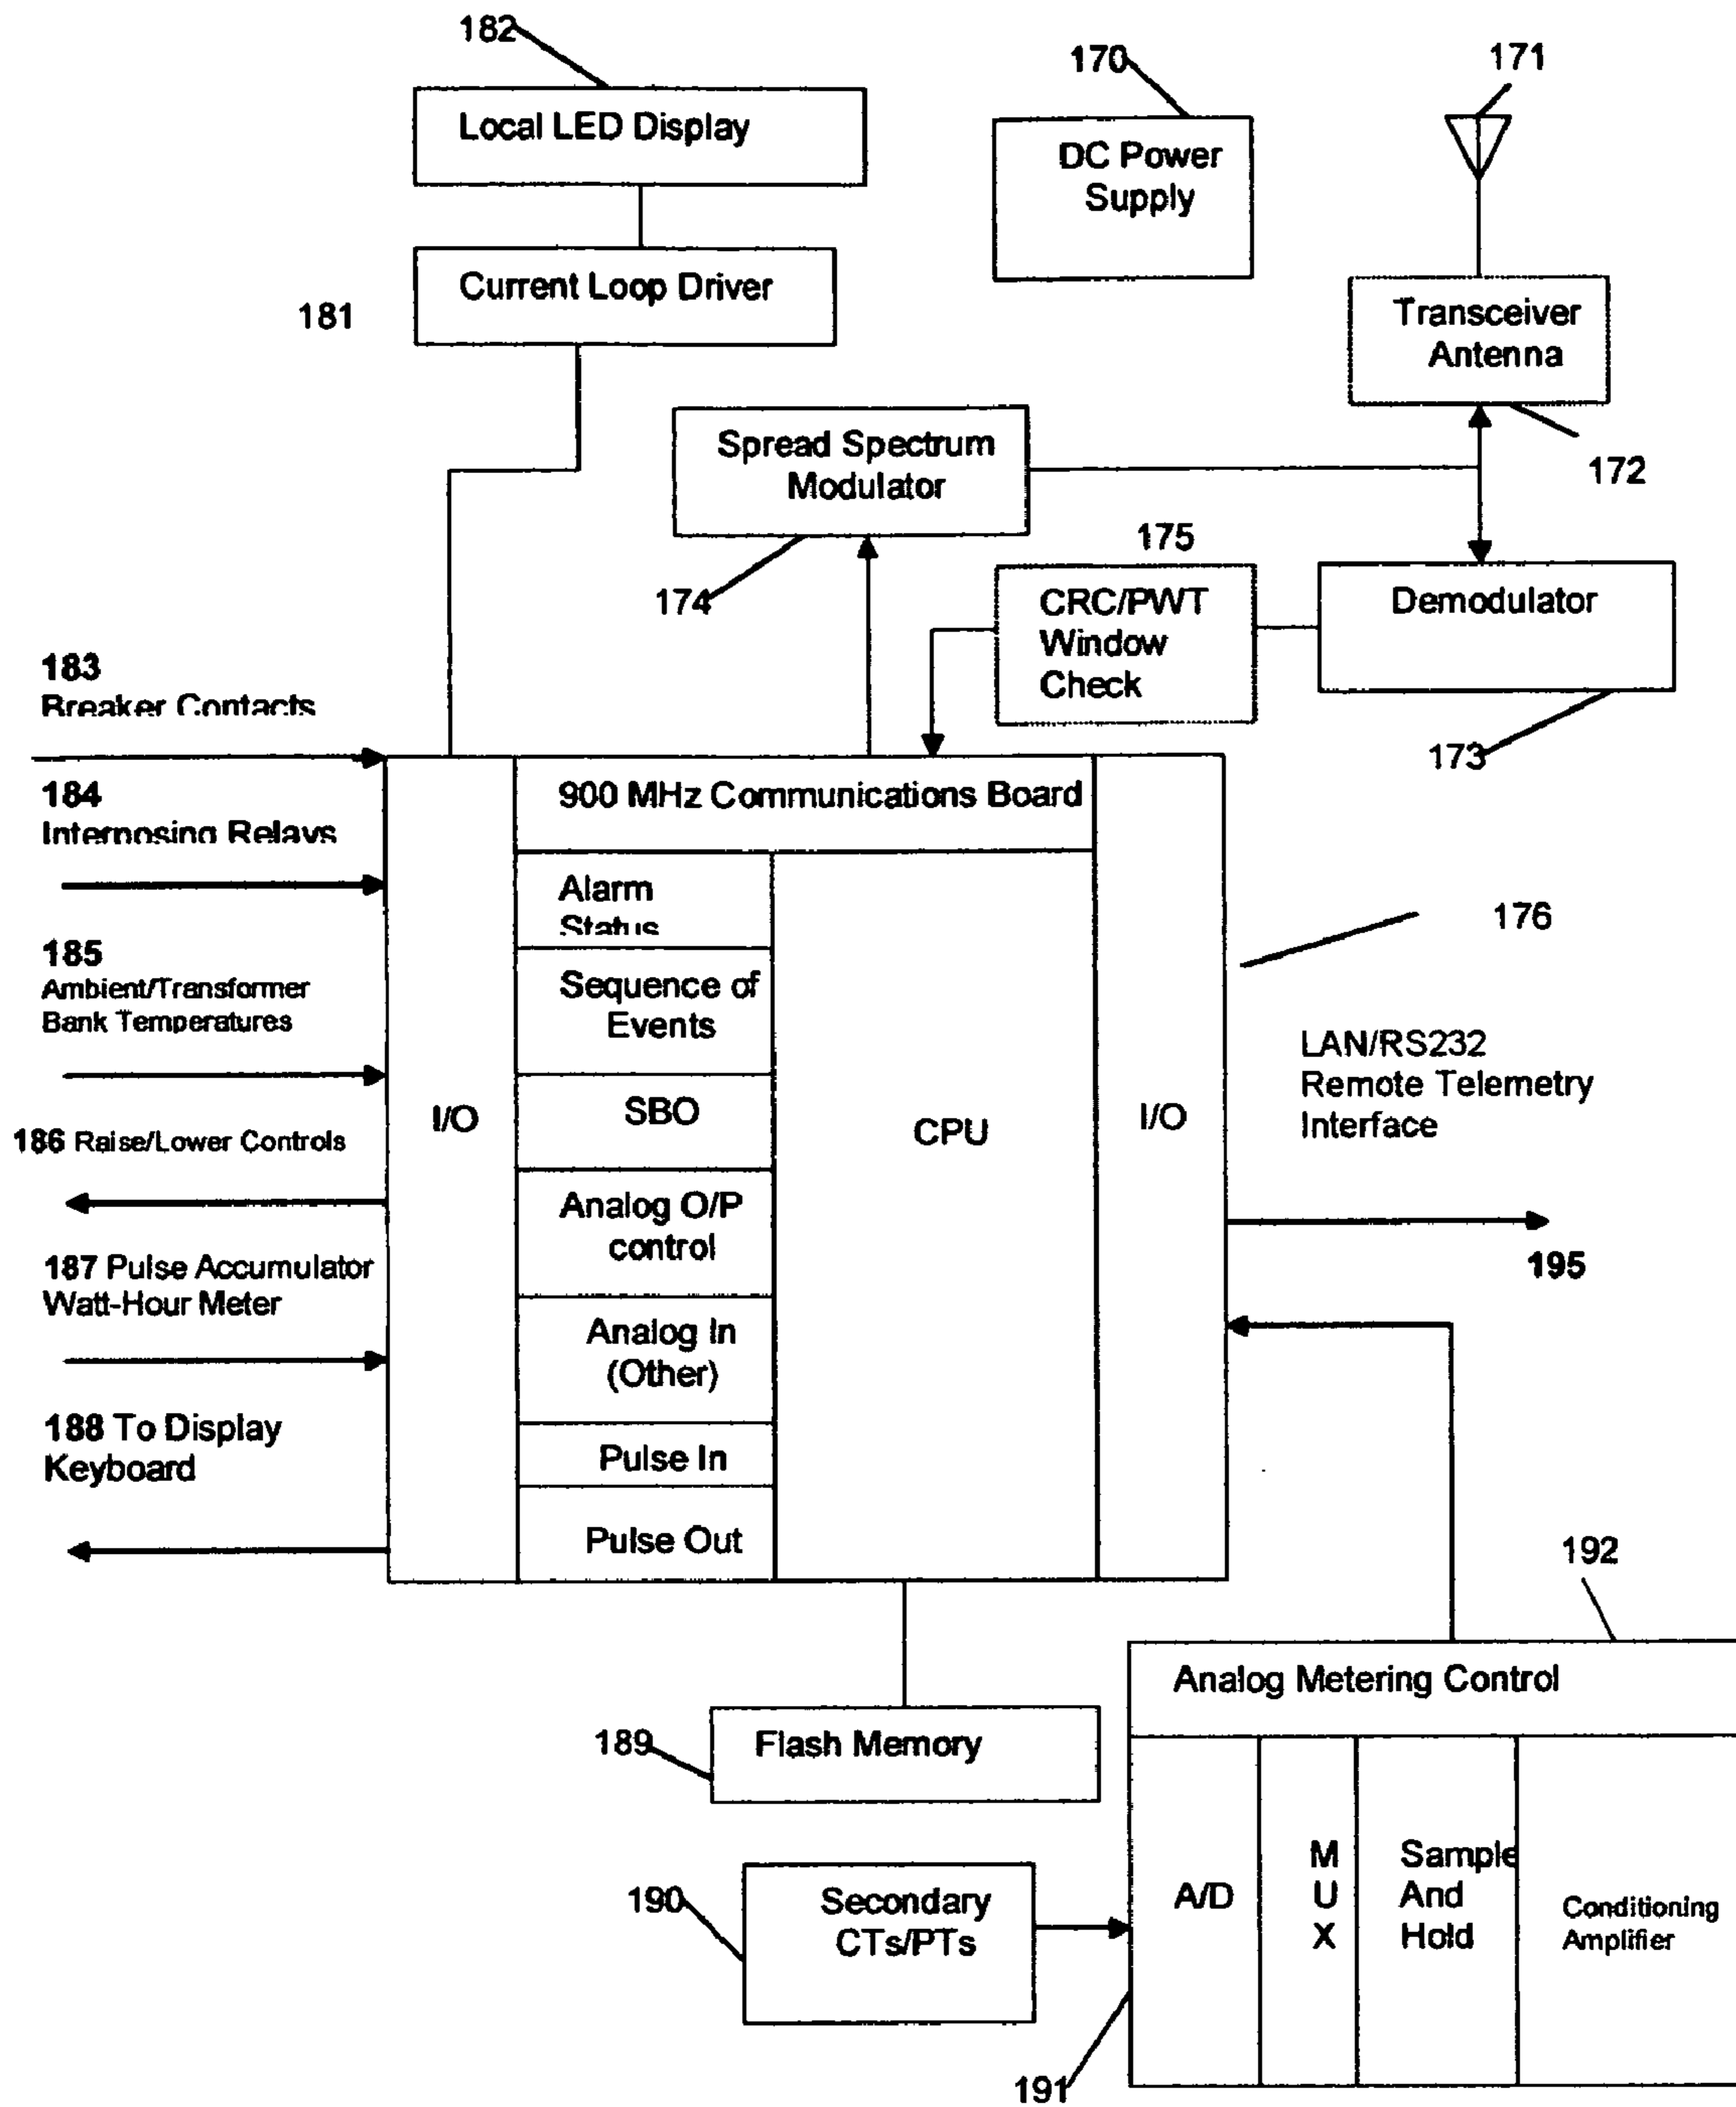 182
170
171
Local LED Display
DC Power
Supply
181
Current Loop Driver
Transceiver
Antenna
172
Spread Spectrum
Modulator
174
175
CRC/PWT
Window
Check
Demodulator
173
183
Breaker Contacts
184
Interposing Relays
185
Ambient/Transformer
Bank Temperatures
186 Raise/Lower Controls
187 Pulse Accumulator
Watt-Hour Meter
188 To Display
Keyboard
I/O
900 MHz Communications Board
Alarm
Status
Sequence of
Events
SBO
Analog O/P
control
Analog In
(Other)
Pulse In
Pulse Out
CPU
I/O
176
LAN/RS232
Remote Telemetry
Interface
195
192
189
Flash Memory
Analog Metering Control
190
Secondary
CTs/PTs
191
A/D
M
U
X
Sample
And
Hold
Conditioning
Amplifier